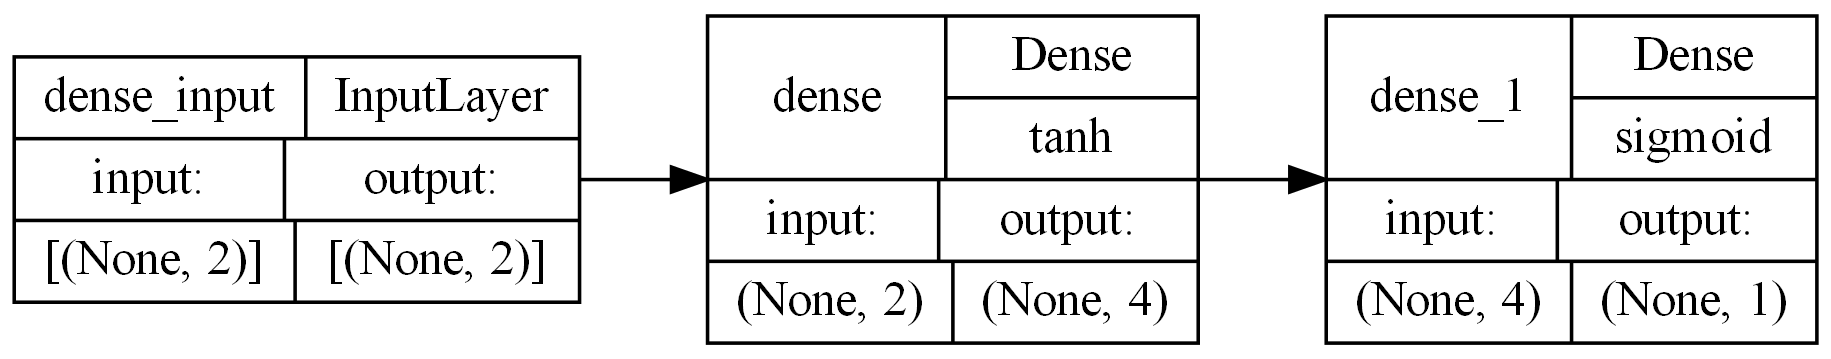 dense_input InputLayer
input: output:
[(None, 2)] [(None, 2)]
dense Dense
tanh
input: output:
(None, 2) (None, 4)
dense_1 Dense
sigmoid
input: output:
(None, 4) (None, 1)